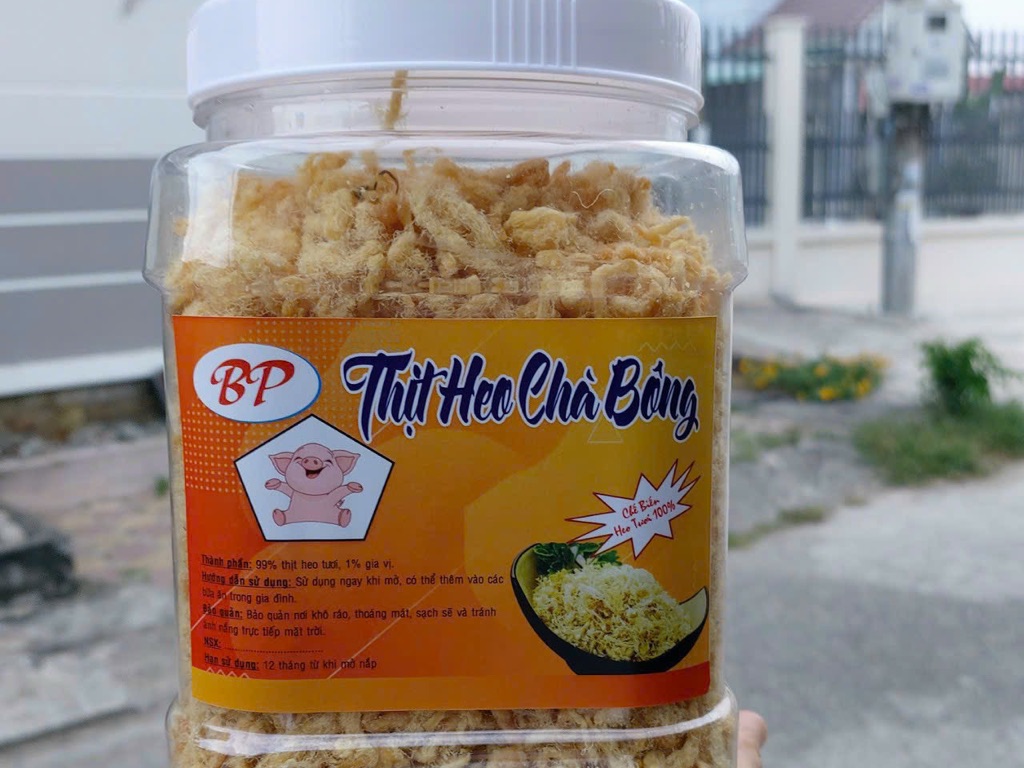 BP
Thịt Heo Chà Bông
Chế Biến
Heo Tươi 100%
Thành phần: 99% thịt heo tươi, 1% gia vị.
Hướng dẫn sử dụng: Sử dụng ngay khi mở, có thể thêm vào các
bữa ăn trong gia đình.
Bảo quản: Bảo quản nơi khô ráo, thoáng mát, sạch sẽ và tránh
ánh nắng trực tiếp mặt trời.
NSX: ........................
Hạn sử dụng: 12 tháng từ khi mở nắp